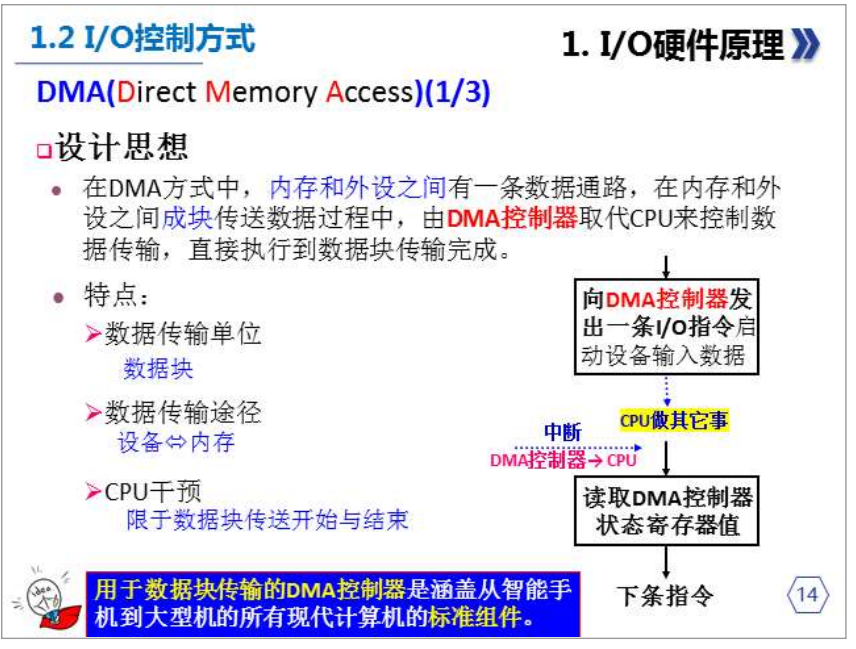 1.2 I/O控制方式
1. I/O硬件原理
DMA(Direct Memory Access)(1/3)
设计思想
在DMA方式中，内存和外设之间有一条数据通路，在内存和外
设之间成块传送数据过程中，由DMA控制器取代CPU来控制数
据传输，直接执行到数据块传输完成。
特点：
数据传输单位
数据块
数据传输途径
设备⇔内存
CPU干预
限于数据块传送开始与结束
向DMA控制器发
出一条I/O指令启
动设备输入数据
CPU做其它事
中断
DMA控制器→CPU
读取DMA控制器
状态寄存器值
下条指令
idea
用于数据块传输的DMA控制器是涵盖从智能手
机到大型机的所有现代计算机的标准组件。
14